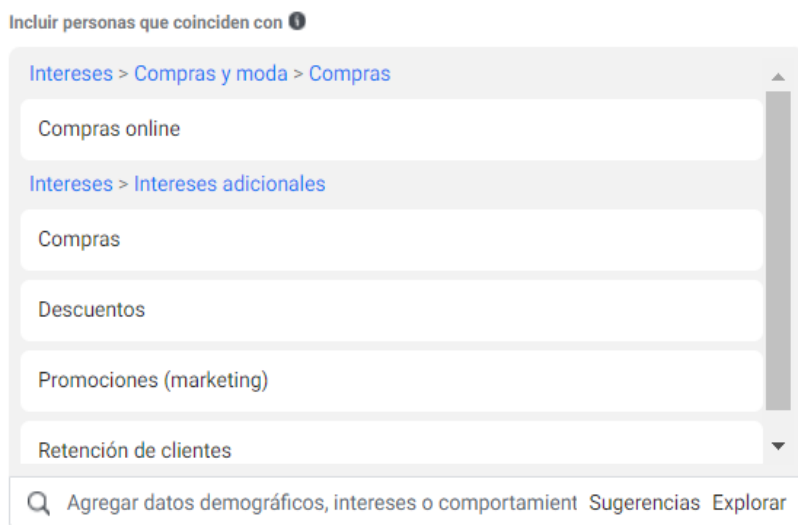 Incluir personas que coinciden con
Intereses > Compras y moda > Compras
Compras online
Intereses > Intereses adicionales
Compras
Descuentos
Promociones (marketing)
Retención de clientes
Agregar datos demográficos, intereses o comportamient Sugerencias Explorar